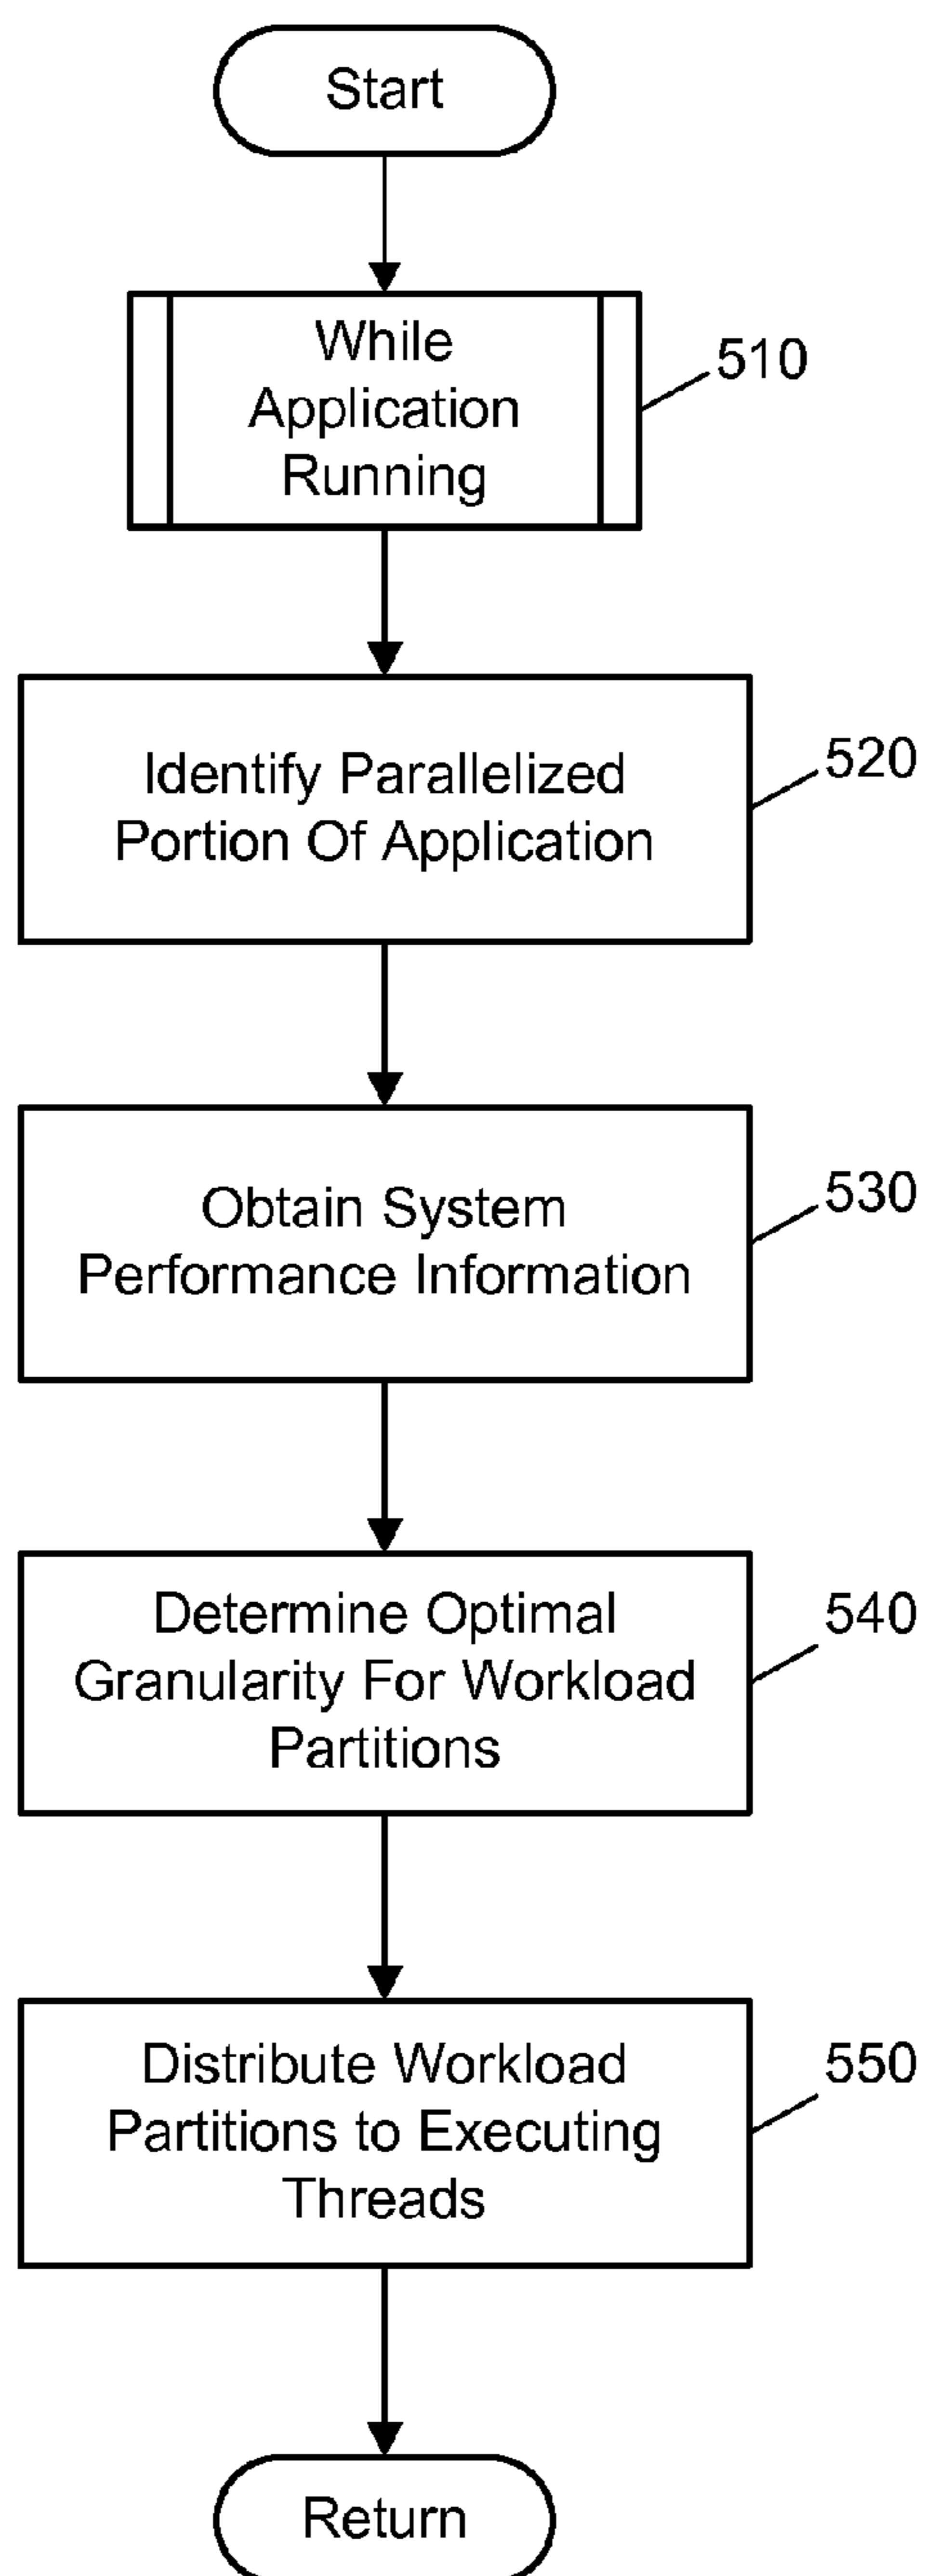 Start
While
Application
Running
510
Identify Parallelized
Portion Of Application
520
Obtain System
Performance Information
530
Determine Optimal
Granularity For Workload
Partitions
540
Distribute Workload
Partitions to Executing
Threads
550
Return